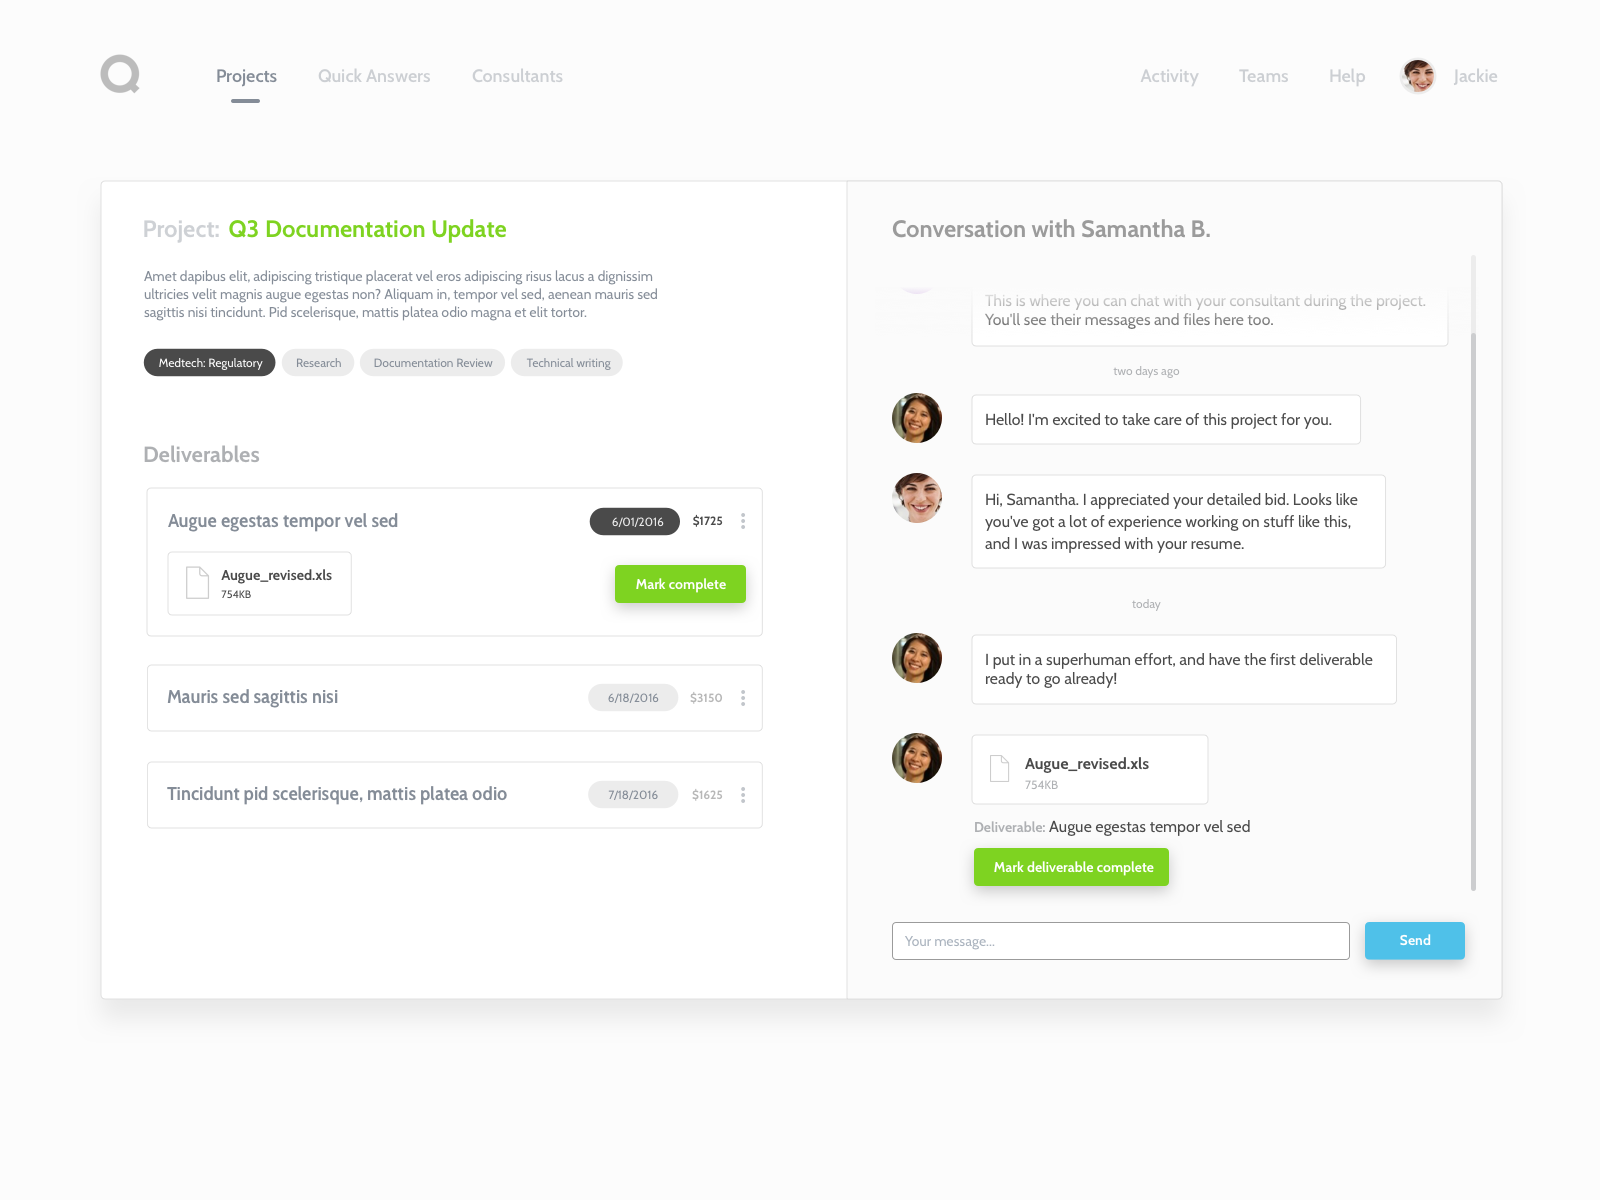 Projects
Quick Answers
Consultants
Activity
Teams
Help
Jackie
Project: Q3 Documentation Update
Amet dapibus elit, adipiscing tristique placerat vel eros adipiscing risus lacus a dignissim
ultricies velit magnis augue egestas non? Aliquam in, tempor vel sed, aenean mauris sed
sagittis nisi tincidunt. Pid scelerisque, mattis platea odio magna et elit tortor.
Medtech: Regulatory
Research
Documentation Review
Technical writing
Deliverables
Augue egestas tempor vel sed
6/01/2016
$1725
Augue_revised.xls
754KB
Mark complete
Mauris sed sagittis nisi
6/18/2016
$3150
Tincidunt pid scelerisque, mattis platea odio
7/18/2016
$1625
Conversation with Samantha B.
This is where you can chat with your consultant during the project.
You'll see their messages and files here too.
two days ago
Hello! I'm excited to take care of this project for you.
Hi, Samantha. I appreciated your detailed bid. Looks like
you've got a lot of experience working on stuff like this,
and I was impressed with your resume.
today
I put in a superhuman effort, and have the first deliverable
ready to go already!
Augue_revised.xls
754KB
Deliverable: Augue egestas tempor vel sed
Mark deliverable complete
Your message...
Send